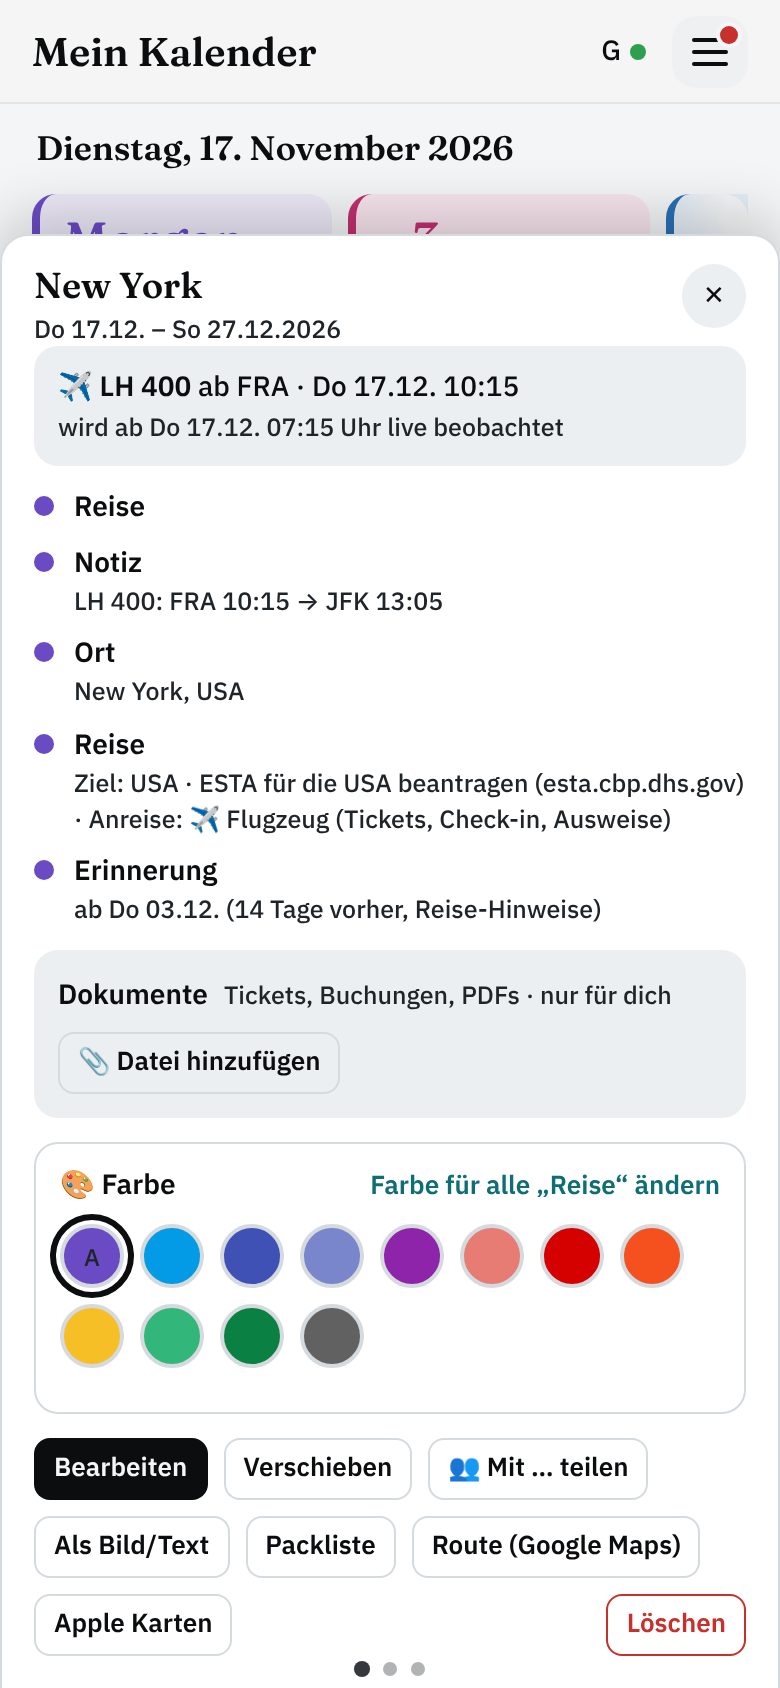 Mein Kalender
G
Dienstag, 17. November 2026
New York
✕
Do 17.12. – So 27.12.2026
✈️ LH 400 ab FRA · Do 17.12. 10:15
wird ab Do 17.12. 07:15 Uhr live beobachtet
Reise
Notiz
LH 400: FRA 10:15 → JFK 13:05
Ort
New York, USA
Reise
Ziel: USA · ESTA für die USA beantragen (esta.cbp.dhs.gov)
· Anreise: ✈️ Flugzeug (Tickets, Check-in, Ausweise)
Erinnerung
ab Do 03.12. (14 Tage vorher, Reise-Hinweise)
Dokumente Tickets, Buchungen, PDFs · nur für dich
📎 Datei hinzufügen
🎨 Farbe Farbe für alle „Reise“ ändern
A
Bearbeiten Verschieben 👥 Mit ... teilen
Als Bild/Text Packliste Route (Google Maps)
Apple Karten Löschen